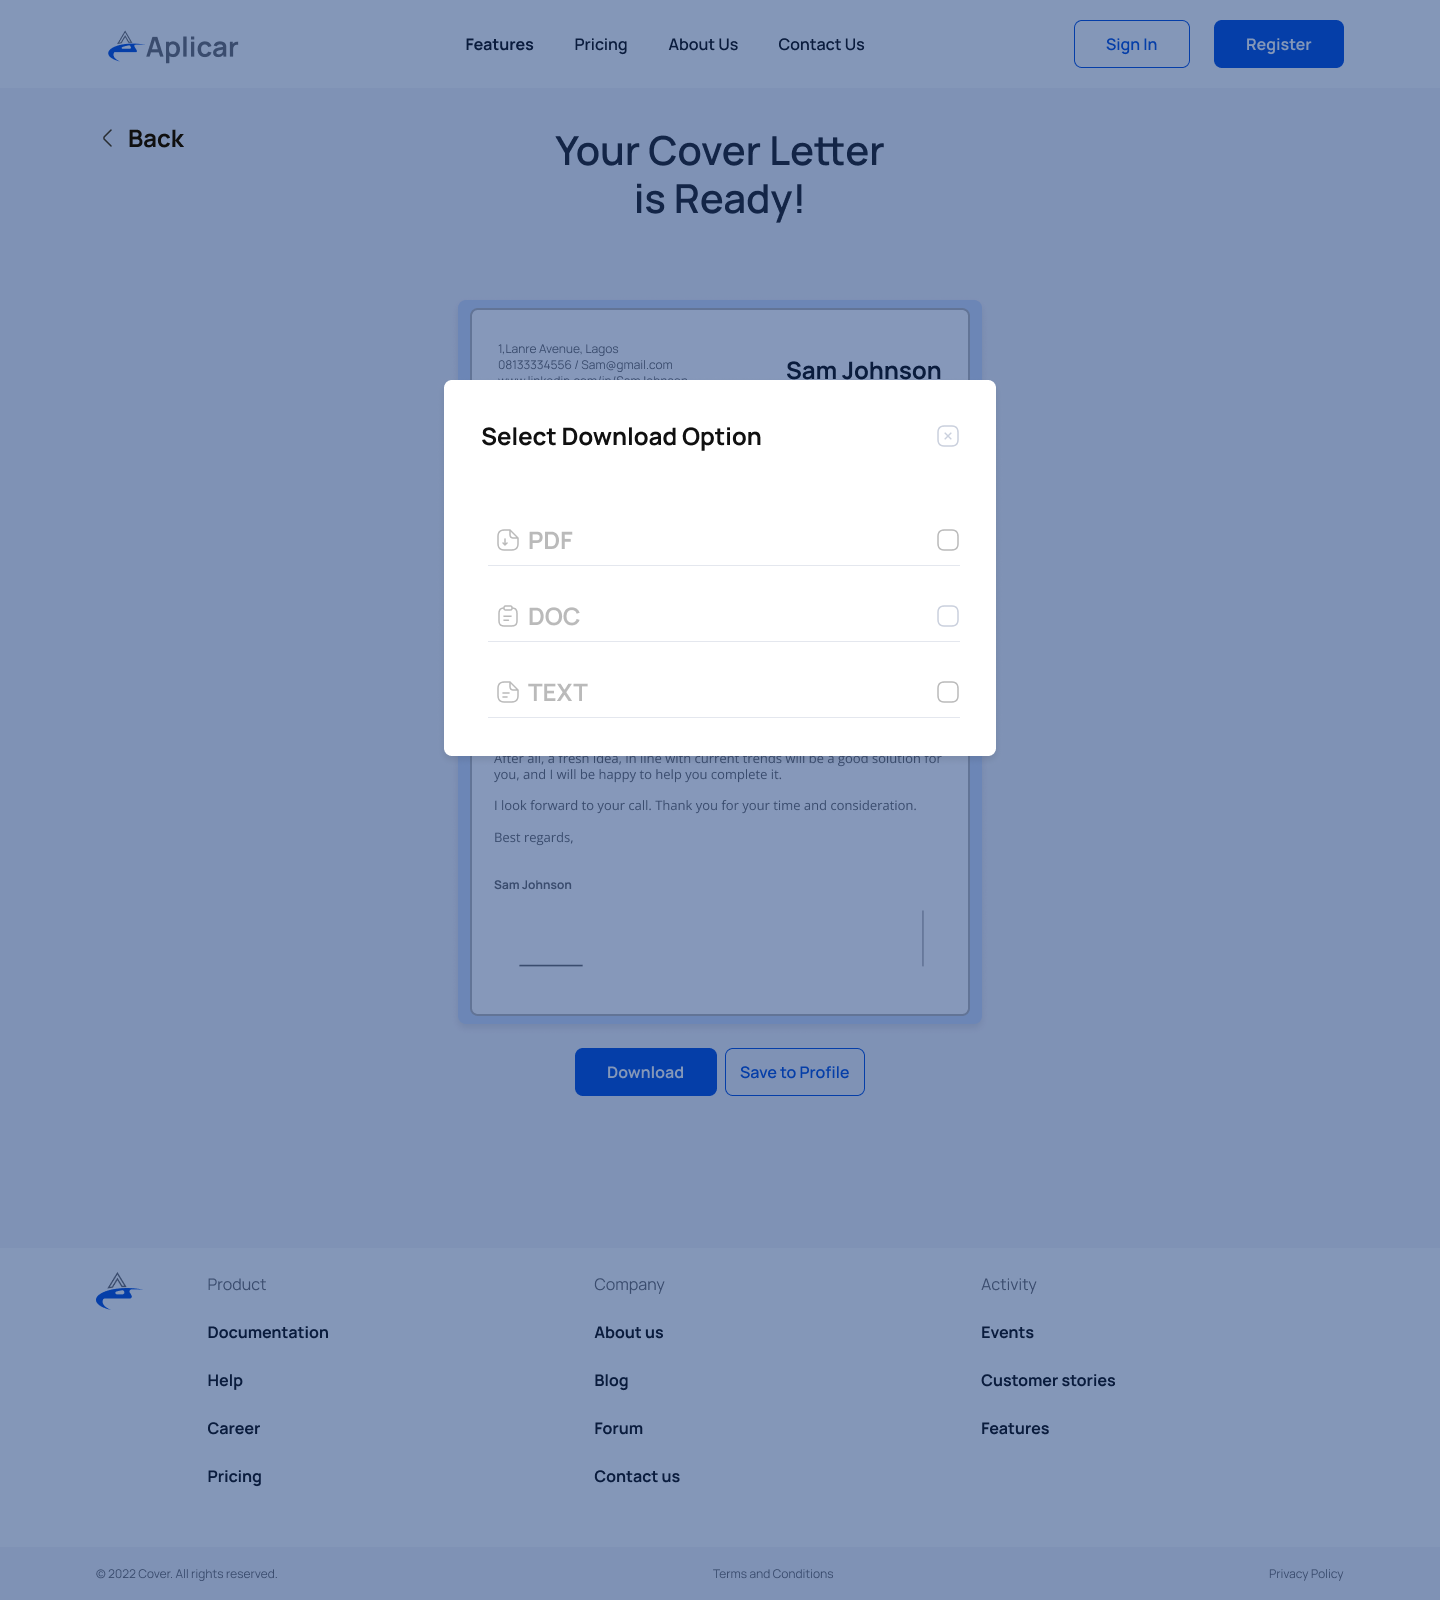 Aplicar
Features
Pricing
About Us
Contact Us
Sign In
Register
Back
Your Cover Letter
is Ready!
1,Lanre Avenue, Lagos
08133334556 / Sam@gmail.com
www.linkedin.com/in/SamJohnson
Sam Johnson
Select Download Option
PDF
DOC
TEXT
After all, a fresh idea, in line with current trends will be a good solution for
you, and I will be happy to help you complete it.
I look forward to your call. Thank you for your time and consideration.
Best regards,
Sam Johnson
Download
Save to Profile
Product
Documentation
Help
Career
Pricing
Company
About us
Blog
Forum
Contact us
Activity
Events
Customer stories
Features
© 2022 Cover. All rights reserved.
Terms and Conditions
Privacy Policy